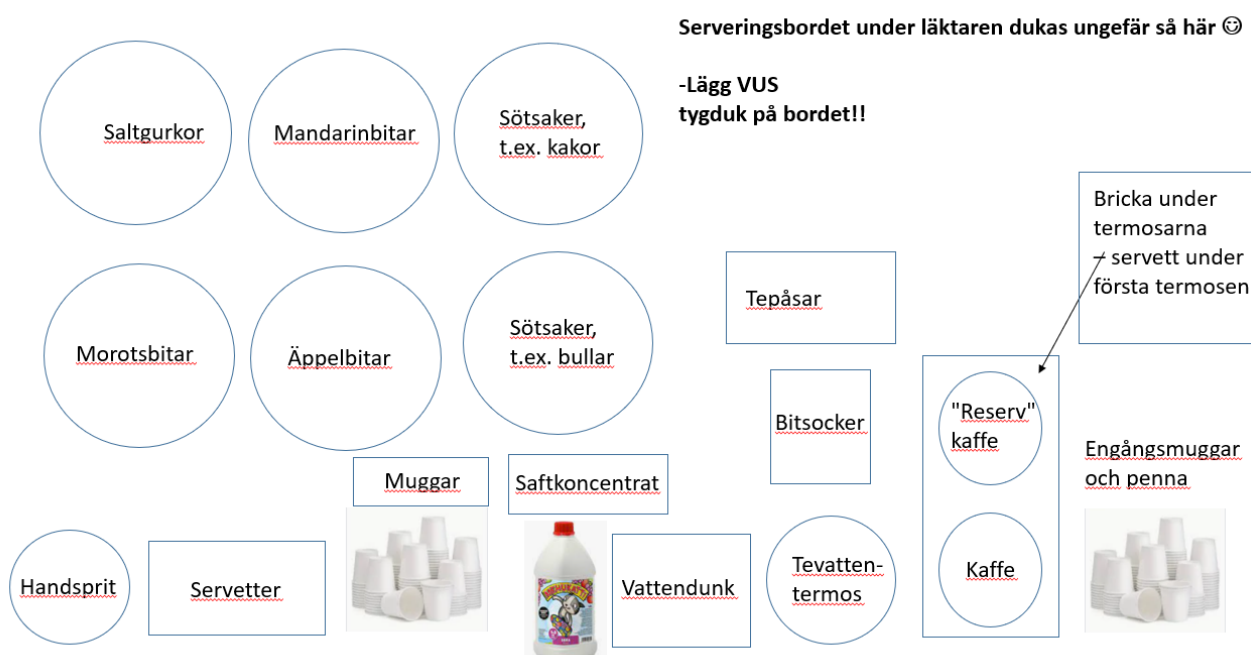 Serveringsbordet under läktaren dukas ungefär så här ☺
-Lägg VUS
tygduk på bordet!!
Saltgurkor
Mandarinbitar
Sötsaker,
t.ex. kakor
Bricka under
termosarna
– servett under
första termosen
Morotsbitar
Äppelbitar
Sötsaker,
t.ex. bullar
Tepåsar
Bitsocker
"Reserv"
kaffe
Engångsmuggar
och penna
Muggar
Saftkoncentrat
Handsprit
Servetter
Vattendunk
Tevatten-
termos
Kaffe